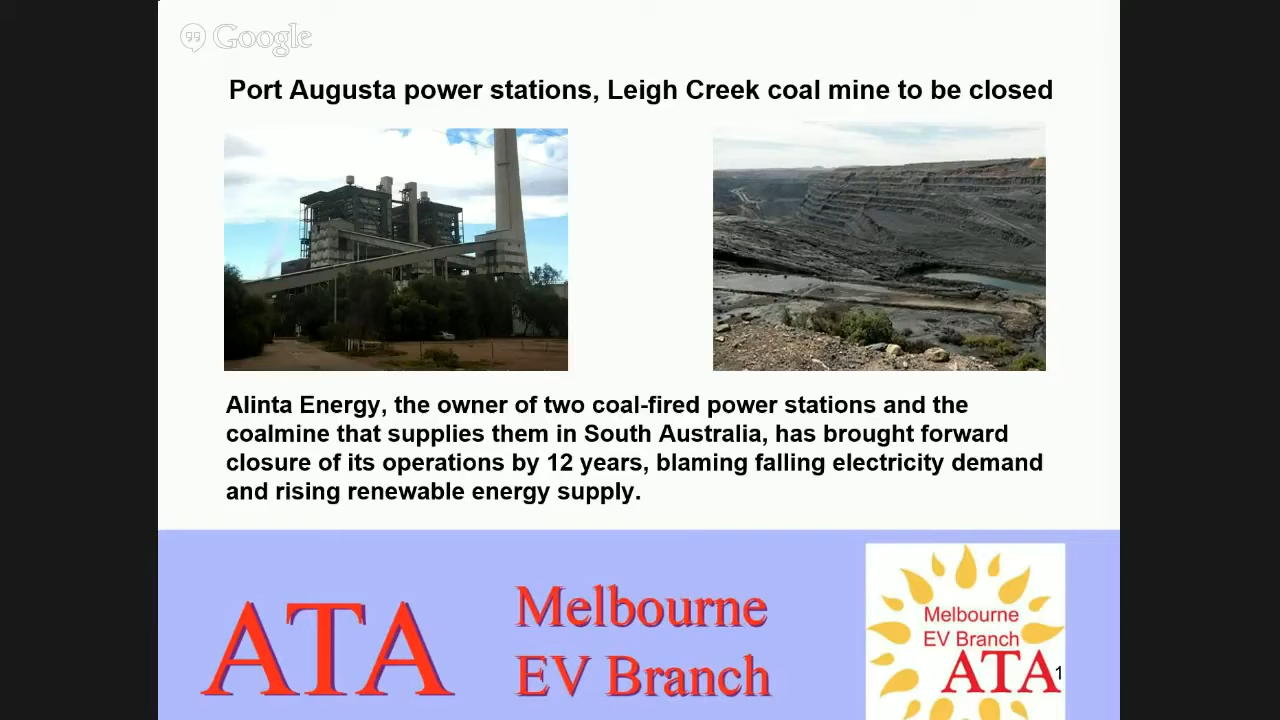 Google
Port Augusta power stations, Leigh Creek coal mine to be closed
Alinta Energy, the owner of two coal-fired power stations and the
coalmine that supplies them in South Australia, has brought forward
closure of its operations by 12 years, blaming falling electricity demand
and rising renewable energy supply.
ATA
Melbourne
EV Branch
Melbourne
EV Branch
ATA
1